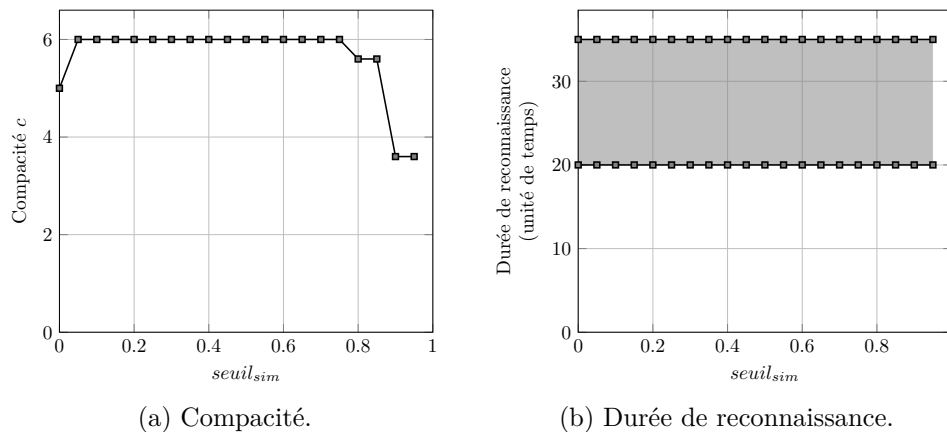 6
4
2
0
Compacité c
0
0.2
0.4
0.6
0.8
1
seuil_sim
(a) Compacité.
30
20
10
0
Durée de reconnaissance
(unité de temps)
0
0.2
0.4
0.6
0.8
seuil_sim
(b) Durée de reconnaissance.